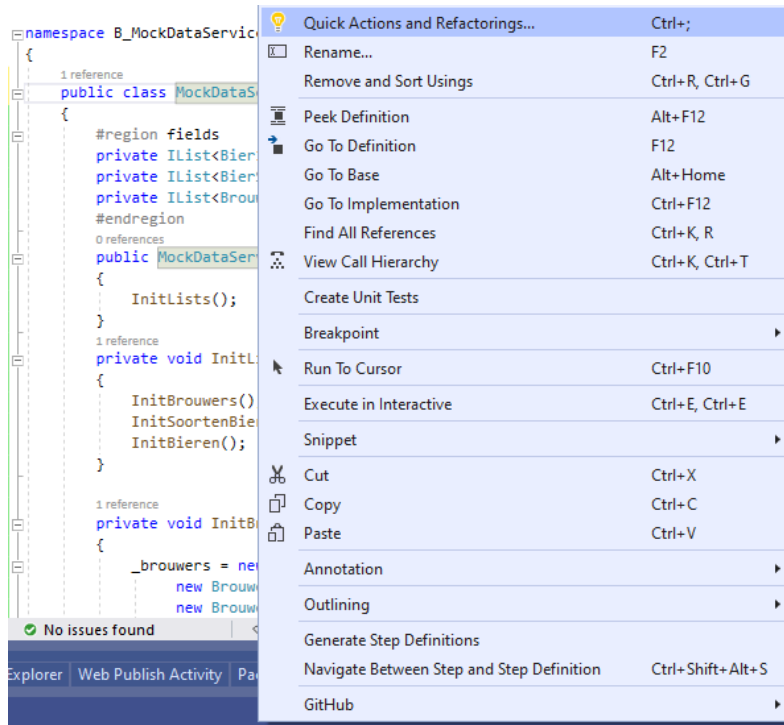 namespace B_MockDataServic
{
1 reference
public class MockDataS
{
#region fields
private IList<Bier
private IList<Bier
private IList<Brou
#endregion
0 references
public MockDataSer
{
InitLists();
}
1 reference
private void InitL
{
InitBrouwers()
InitSoortenBie
InitBieren();
}
1 reference
private void InitB
{
_brouwers = new
new Brouw
new Brouw
No issues found
Explorer
Web Publish Activity
Pa
Quick Actions and Refactorings... Ctrl+;
Rename... F2
Remove and Sort Usings Ctrl+R, Ctrl+G
Peek Definition Alt+F12
Go To Definition F12
Go To Base Alt+Home
Go To Implementation Ctrl+F12
Find All References Ctrl+K, R
View Call Hierarchy Ctrl+K, Ctrl+T
Create Unit Tests
Breakpoint
Run To Cursor Ctrl+F10
Execute in Interactive Ctrl+E, Ctrl+E
Snippet
Cut Ctrl+X
Copy Ctrl+C
Paste Ctrl+V
Annotation
Outlining
Generate Step Definitions
Navigate Between Step and Step Definition Ctrl+Shift+Alt+S
GitHub